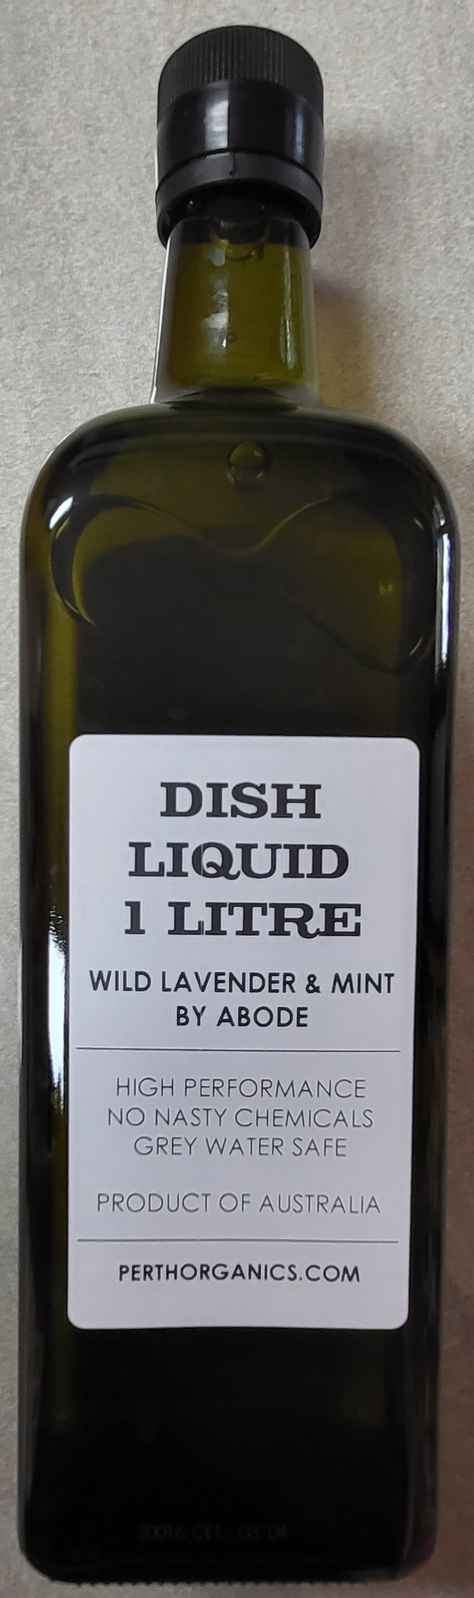 DISH
LIQUID
1 LITRE
WILD LAVENDER & MINT
BY ABODE
HIGH PERFORMANCE
NO NASTY CHEMICALS
GREY WATER SAFE
PRODUCT OF AUSTRALIA
PERTHORGANICS.COM